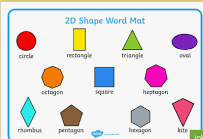 2D Shape Word Mat
circle
rectangle
triangle
oval
octagon
square
heptagon
rhombus
pentagon
hexagon
kite